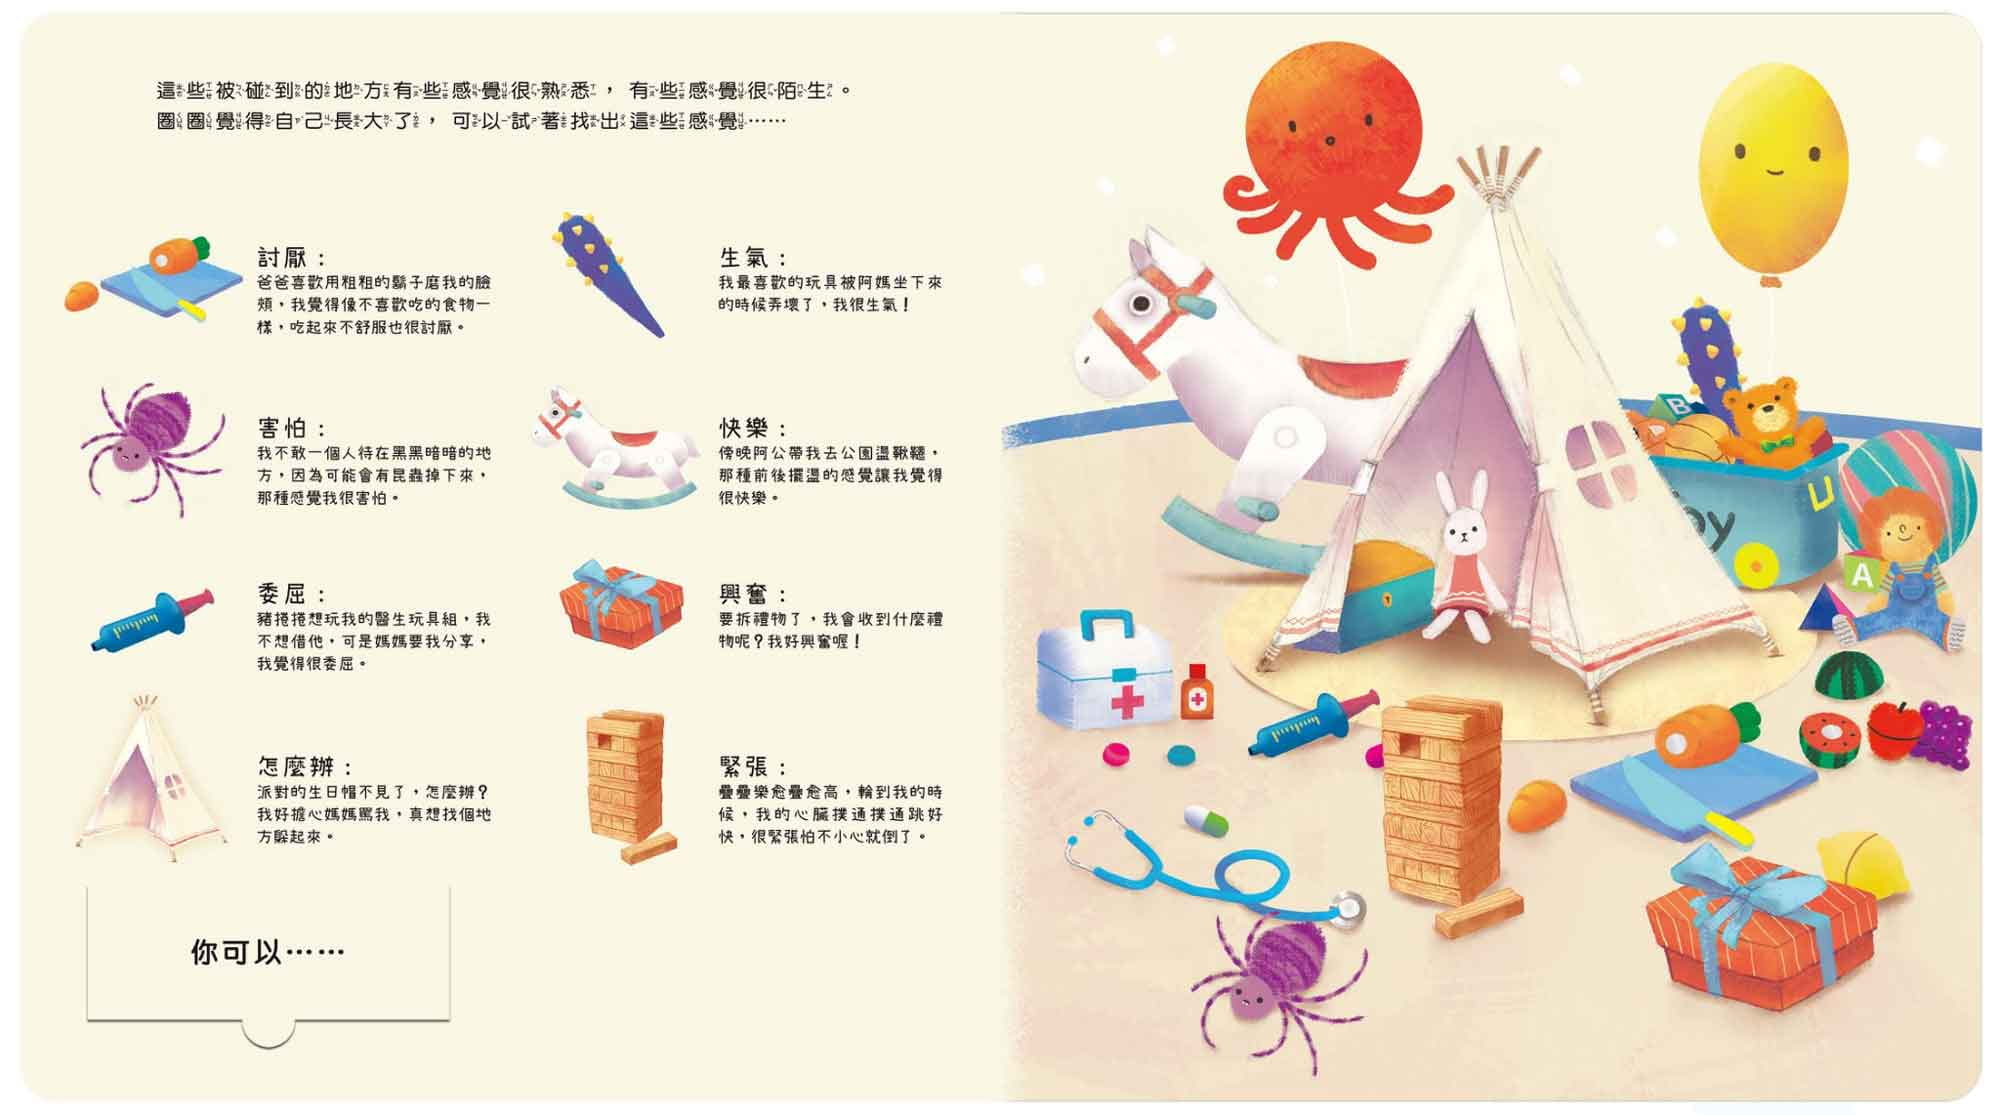 這些被碰到的地方有些感覺很熟悉，有些感覺很陌生。
圈圈覺得自己長大了，可以試著找出這些感覺……
討厭：
爸爸喜歡用粗粗的鬍子磨我的臉
頰，我覺得像不喜歡吃的食物一
樣，吃起來不舒服也很討厭。
生氣：
我最喜歡的玩具被阿媽坐下來
的時候弄壞了，我很生氣！
害怕：
我不敢一個人待在黑黑暗暗的地
方，因為可能會有昆蟲掉下來，
那種感覺我很害怕。
快樂：
傍晚阿公帶我去公園盪鞦韆，
那種前後擺盪的感覺讓我覺得
很快樂。
委屈：
豬捲捲想玩我的醫生玩具組，我
不想借他，可是媽媽要我分享，
我覺得很委屈。
興奮：
要拆禮物了，我會收到什麼禮
物呢？我好興奮喔！
怎麼辦：
派對的生日帽不見了，怎麼辦？
我好擔心媽媽罵我，真想找個地
方躲起來。
緊張：
疊疊樂愈疊愈高，輪到我的時
候，我的心臟撲通撲通跳好
快，很緊張怕不小心就倒了。
你可以……
B
U
oy
A